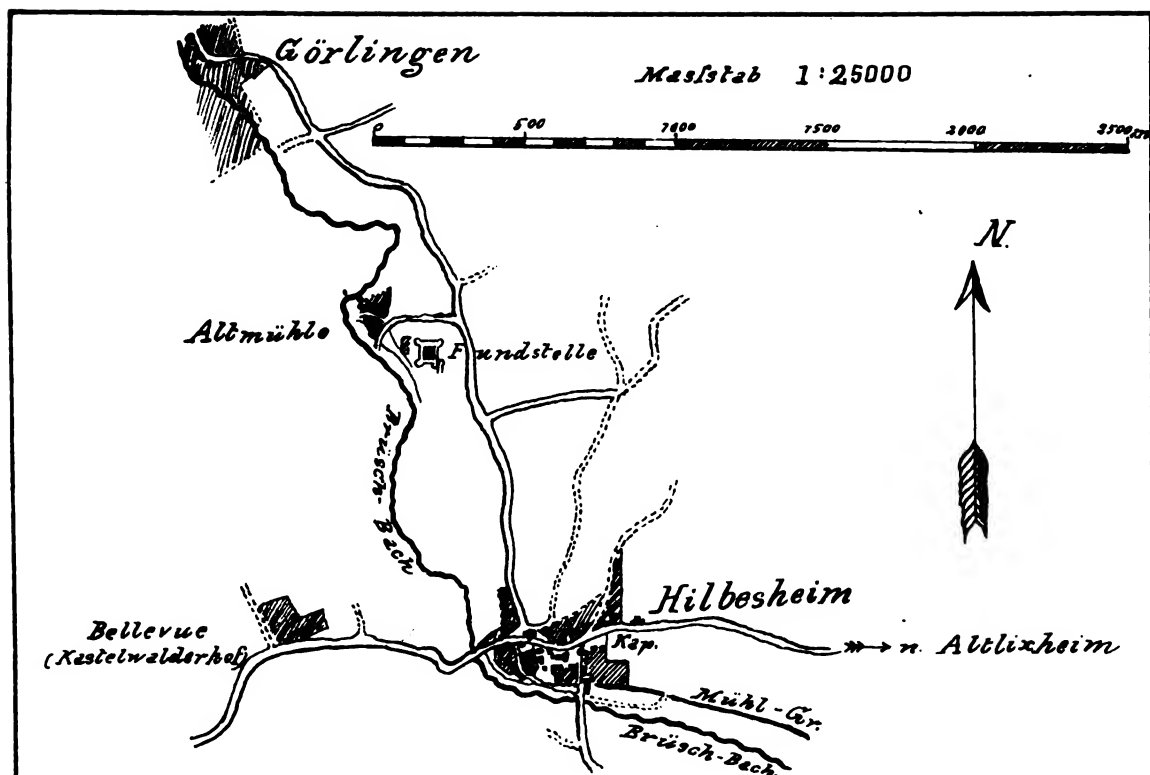 Görlingen
Massstab 1:25000
0 500 1000 1500 2000 2500
N.
Altmühle
Fundstelle
Brüsch-
Bach
Hilbesheim
Bellevue
(Kastelwalderhof)
Kap.
n. Altlixheim
Mühl-Gr.
Brüsch-Bach.